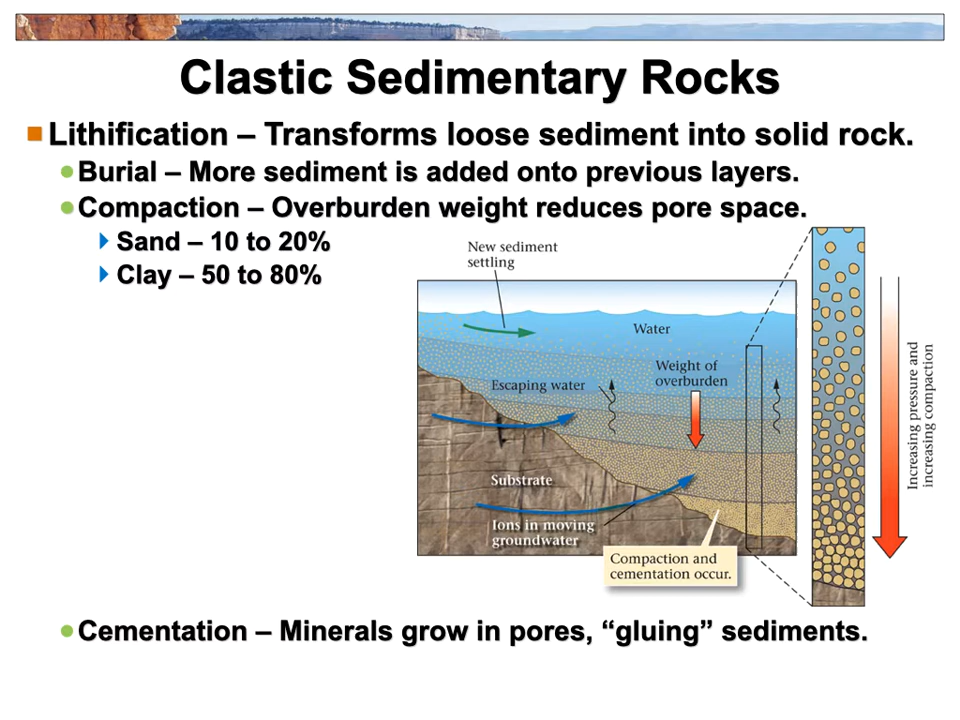 Clastic Sedimentary Rocks
Lithification – Transforms loose sediment into solid rock.
Burial – More sediment is added onto previous layers.
Compaction – Overburden weight reduces pore space.
Sand – 10 to 20%
Clay – 50 to 80%
New sediment
settling
Water
Weight of
overburden
Escaping water
Substrate
Ions in moving
groundwater
Compaction and
cementation occur.
Increasing pressure and
increasing compaction
Cementation – Minerals grow in pores, “gluing” sediments.